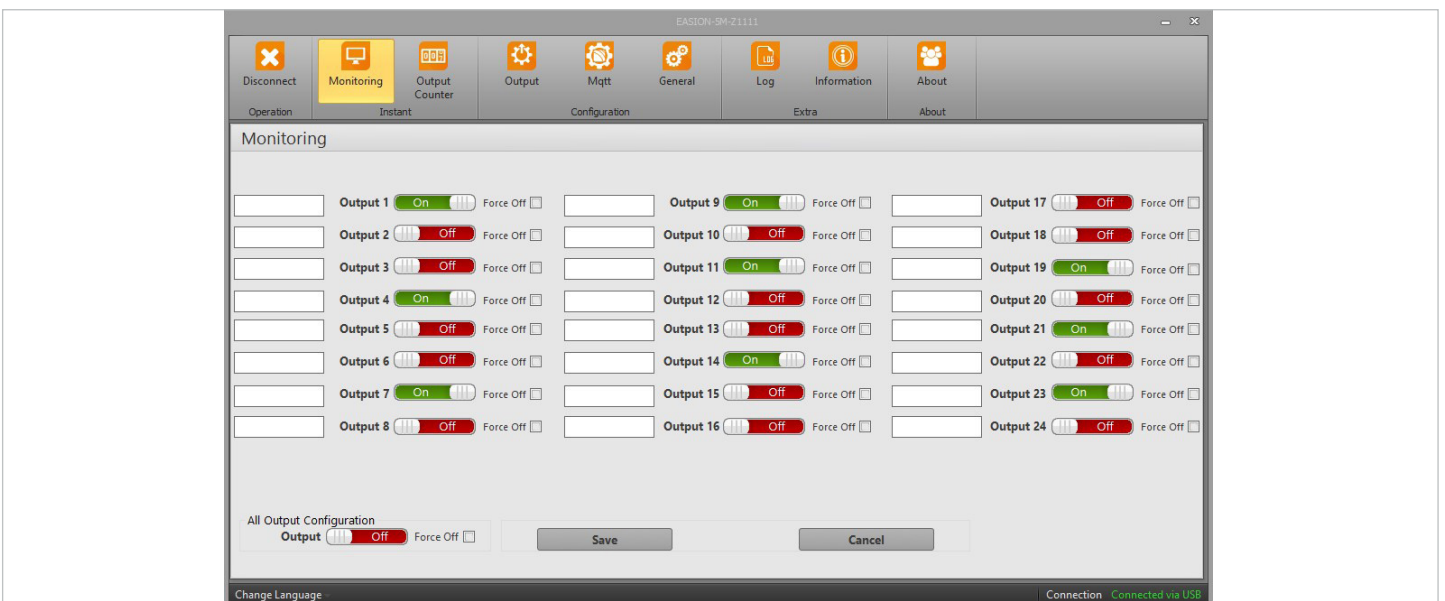 EASION-SM-Z1111
Disconnect Monitoring Output Counter Output Mqtt General Log Information About
Operation Instant Configuration Extra About
Monitoring
Output 1 On Force Off Output 9 On Force Off Output 17 Off Force Off
Output 2 Off Force Off Output 10 Off Force Off Output 18 Off Force Off
Output 3 Off Force Off Output 11 On Force Off Output 19 On Force Off
Output 4 On Force Off Output 12 Off Force Off Output 20 Off Force Off
Output 5 Off Force Off Output 13 Off Force Off Output 21 On Force Off
Output 6 Off Force Off Output 14 On Force Off Output 22 Off Force Off
Output 7 On Force Off Output 15 Off Force Off Output 23 On Force Off
Output 8 Off Force Off Output 16 Off Force Off Output 24 Off Force Off
All Output Configuration
Output Off Force Off Save Cancel
Change Language Connection Connected via USB